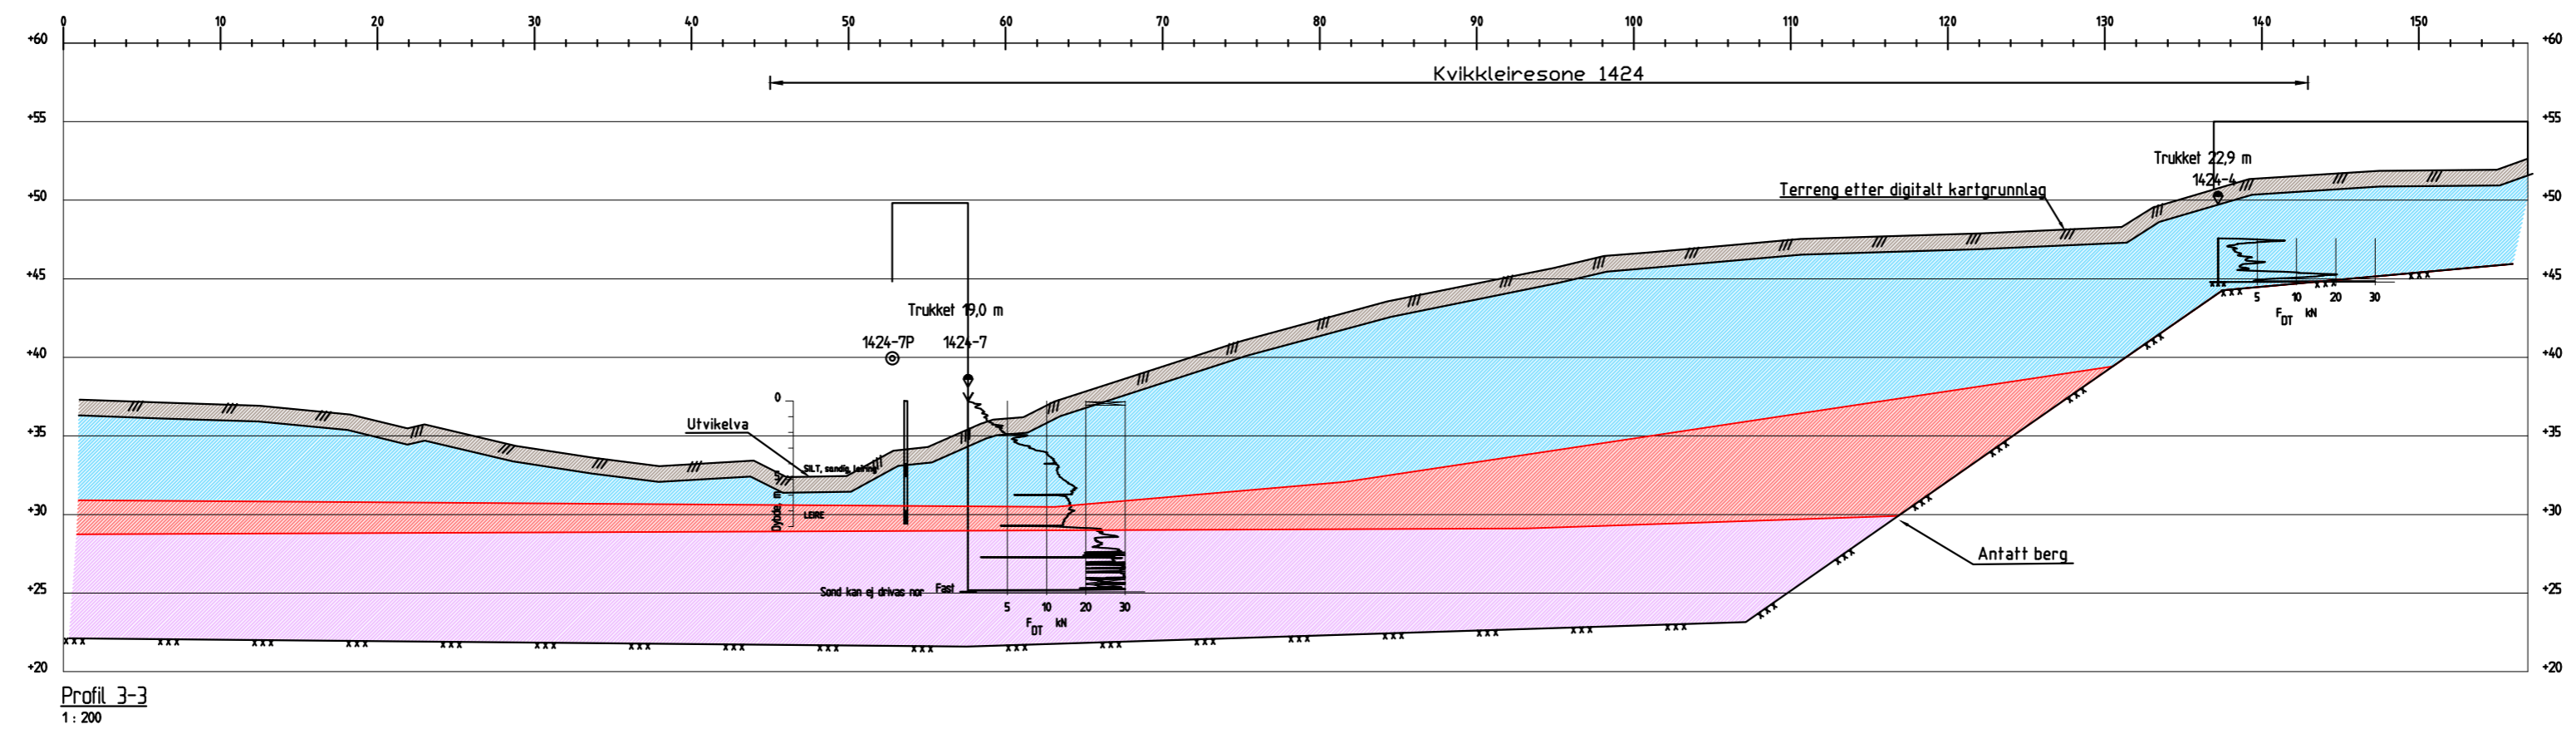 0 10 20 30 40 50 60 70 80 90 100 110 120 130 140 150
+60 +60
Kvikkleiresone 1424
+55 +55
Trukket 22,9 m
1424-4
Terreng etter digitalt kartgrunnlag
+50 +50
+45 +45
5 10 20 30
F DT kN
Trukket 19,0 m
1424-7P 1424-7
+40 +40
0
Utvikelva
+35 +35
SILT, sandig, leirig
5
Dybde, m
LEIRE
+30 +30
Antatt berg
Sond kan ej drivas nor Fast
+25 +25
5 10 20 30
F DT kN
+20 +20
Profil 3-3
1 : 200